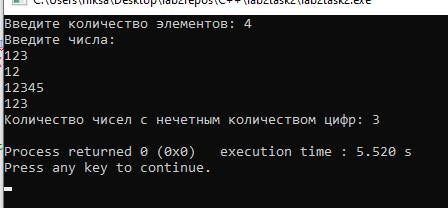 C:\Users\niksa\Desktop\lab2repos\C++\lab2task2\lab2task2.exe
Введите количество элементов: 4
Введите числа:
123
12
12345
123
Количество чисел с нечетным количеством цифр: 3
Process returned 0 (0x0)   execution time : 5.520 s
Press any key to continue.